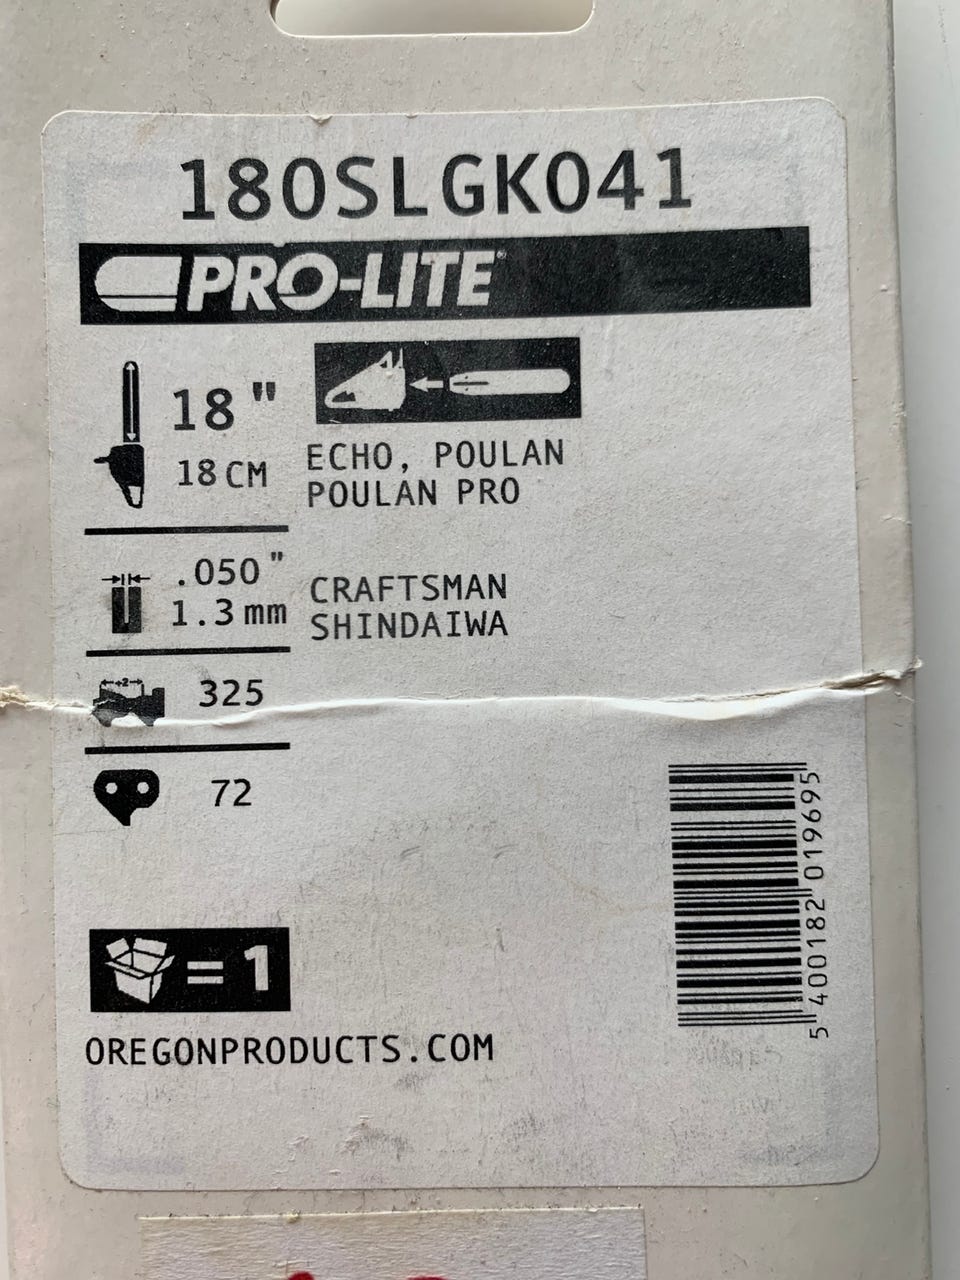 180SLGK041
PRO-LITE®
18"
18 CM
ECHO, POULAN
POULAN PRO
.050"
1.3 mm
CRAFTSMAN
SHINDAIWA
+2
325
72
= 1
5 400182 019695
OREGONPRODUCTS.COM